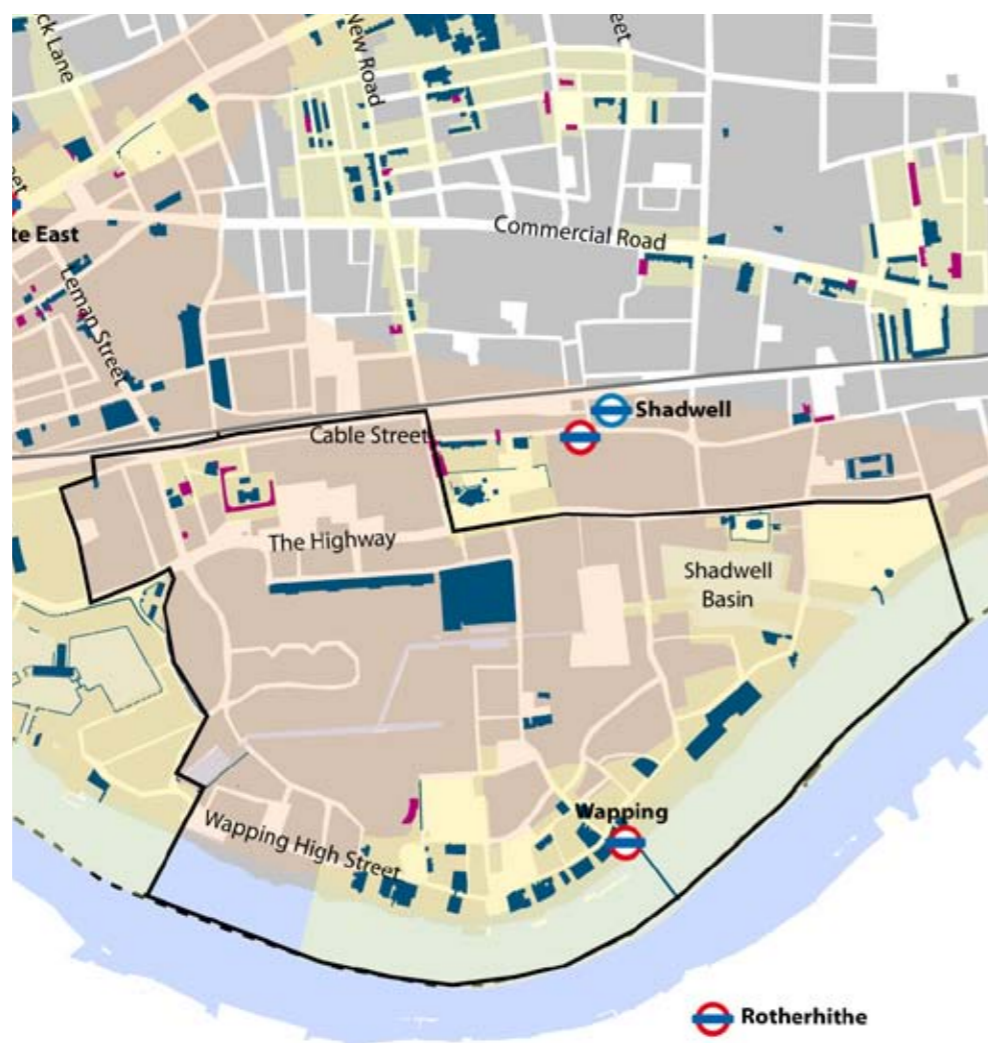 ck Lane
New Road
eet
Commercial Road
eet
te East
Leman Street
Shadwell
Cable Street
The Highway
Shadwell
Basin
Wapping
Wapping High Street
Rotherhithe